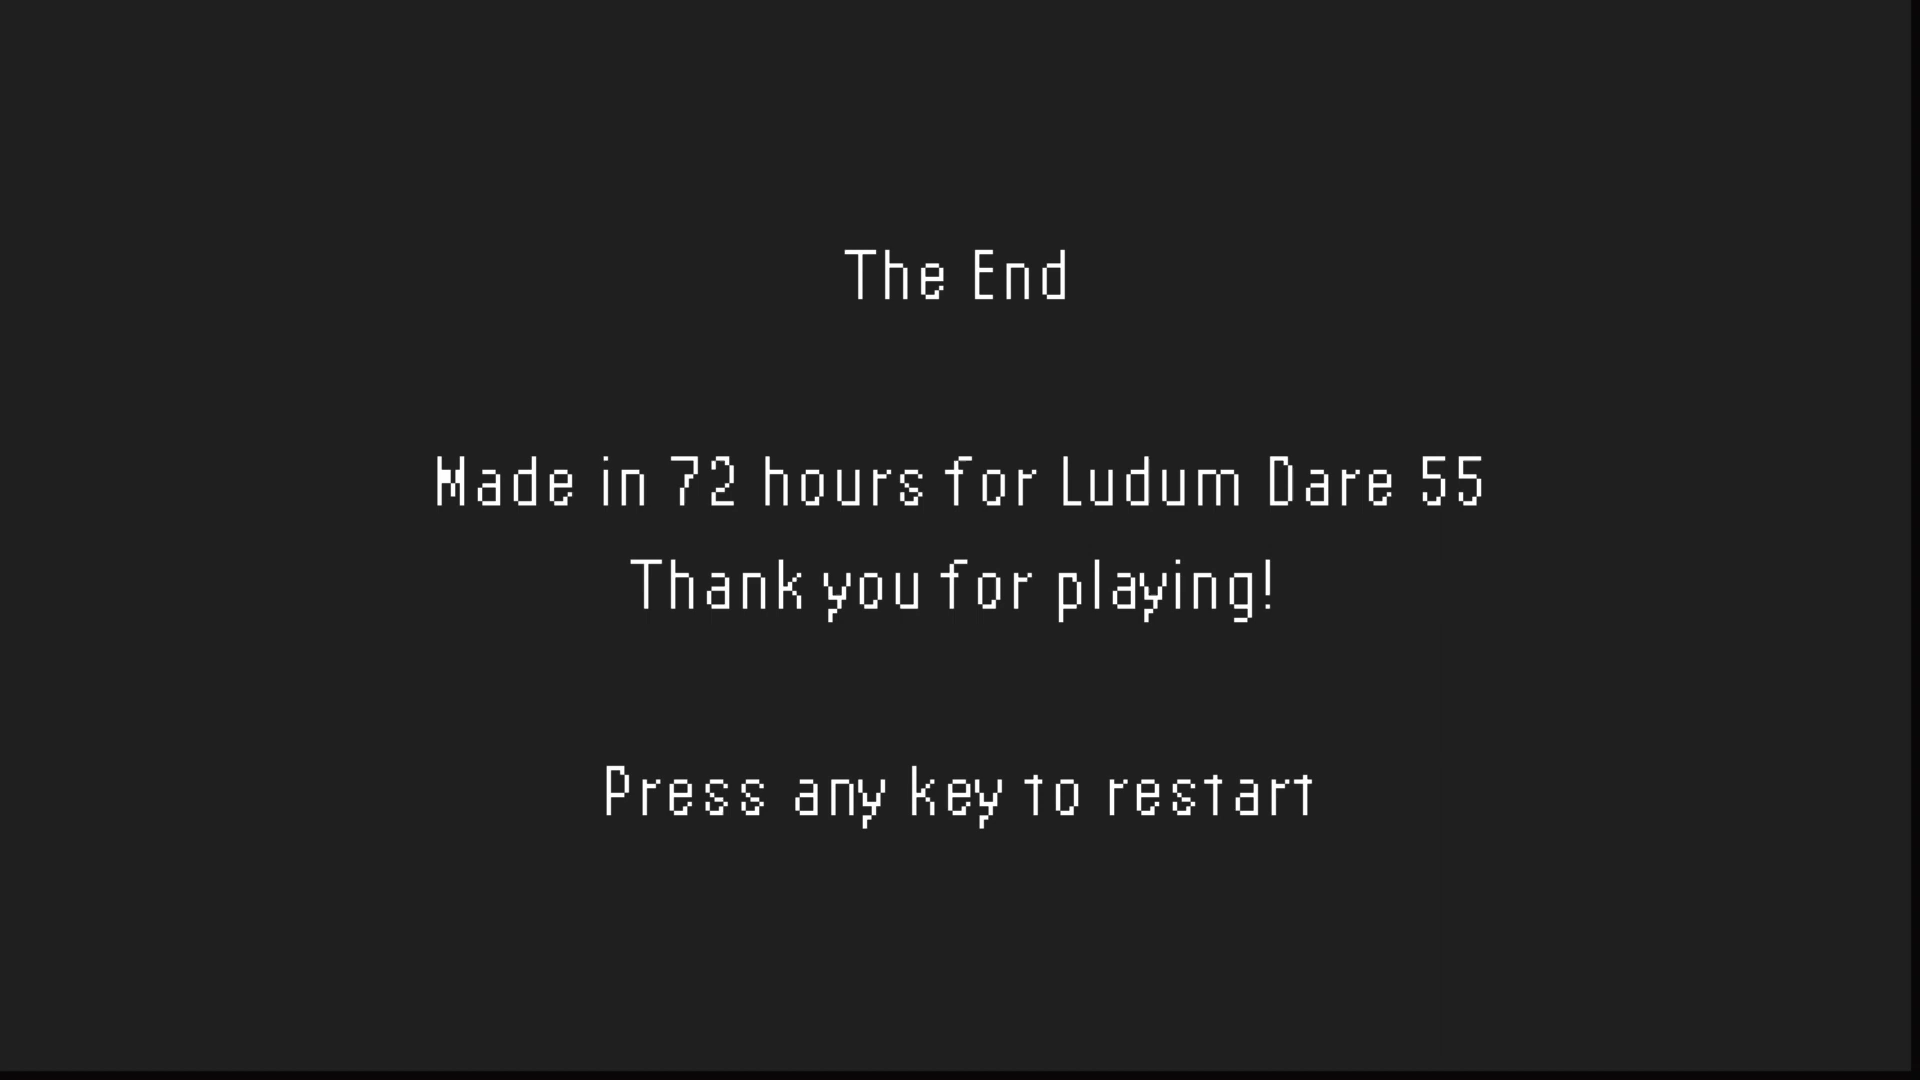 The End
Made in 72 hours for Ludum Dare 55
Thank you for playing!
Press any key to restart